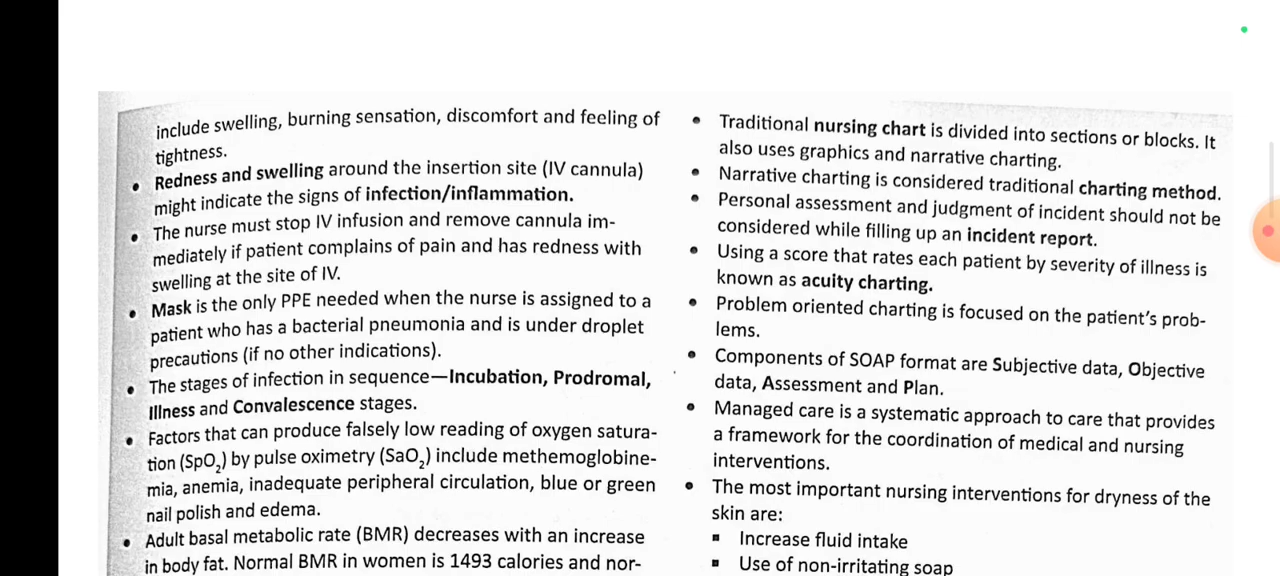 include swelling, burning sensation, discomfort and feeling of
tightness.
• Redness and swelling around the insertion site (IV cannula)
might indicate the signs of infection/inflammation.
• The nurse must stop IV infusion and remove cannula im-
mediately if patient complains of pain and has redness with
swelling at the site of IV.
• Mask is the only PPE needed when the nurse is assigned to a
patient who has a bacterial pneumonia and is under droplet
precautions (if no other indications).
• The stages of infection in sequence—Incubation, Prodromal,
Illness and Convalescence stages.
• Factors that can produce falsely low reading of oxygen satura-
tion (SpO₂) by pulse oximetry (SaO₂) include methemoglobine-
mia, anemia, inadequate peripheral circulation, blue or green
nail polish and edema.
• Adult basal metabolic rate (BMR) decreases with an increase
in body fat. Normal BMR in women is 1493 calories and nor-
• Traditional nursing chart is divided into sections or blocks. It
also uses graphics and narrative charting.
• Narrative charting is considered traditional charting method.
• Personal assessment and judgment of incident should not be
considered while filling up an incident report.
• Using a score that rates each patient by severity of illness is
known as acuity charting.
• Problem oriented charting is focused on the patient's prob-
lems.
• Components of SOAP format are Subjective data, Objective
data, Assessment and Plan.
• Managed care is a systematic approach to care that provides
a framework for the coordination of medical and nursing
interventions.
• The most important nursing interventions for dryness of the
skin are:
▪ Increase fluid intake
▪ Use of non-irritating soap